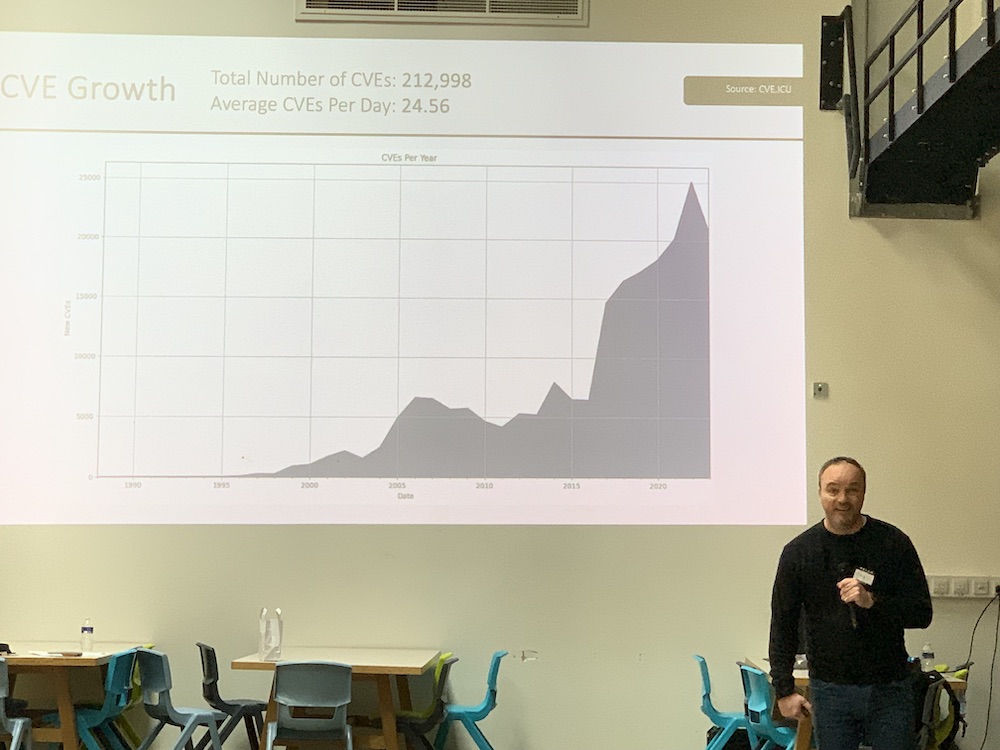 CVE Growth
Total Number of CVEs: 212,998
Average CVEs Per Day: 24.56
Source: CVE.ICU
CVEs Per Year
25000
20000
15000
10000
5000
0
New CVEs
1990 1995 2000 2005 2010 2015 2020
Date